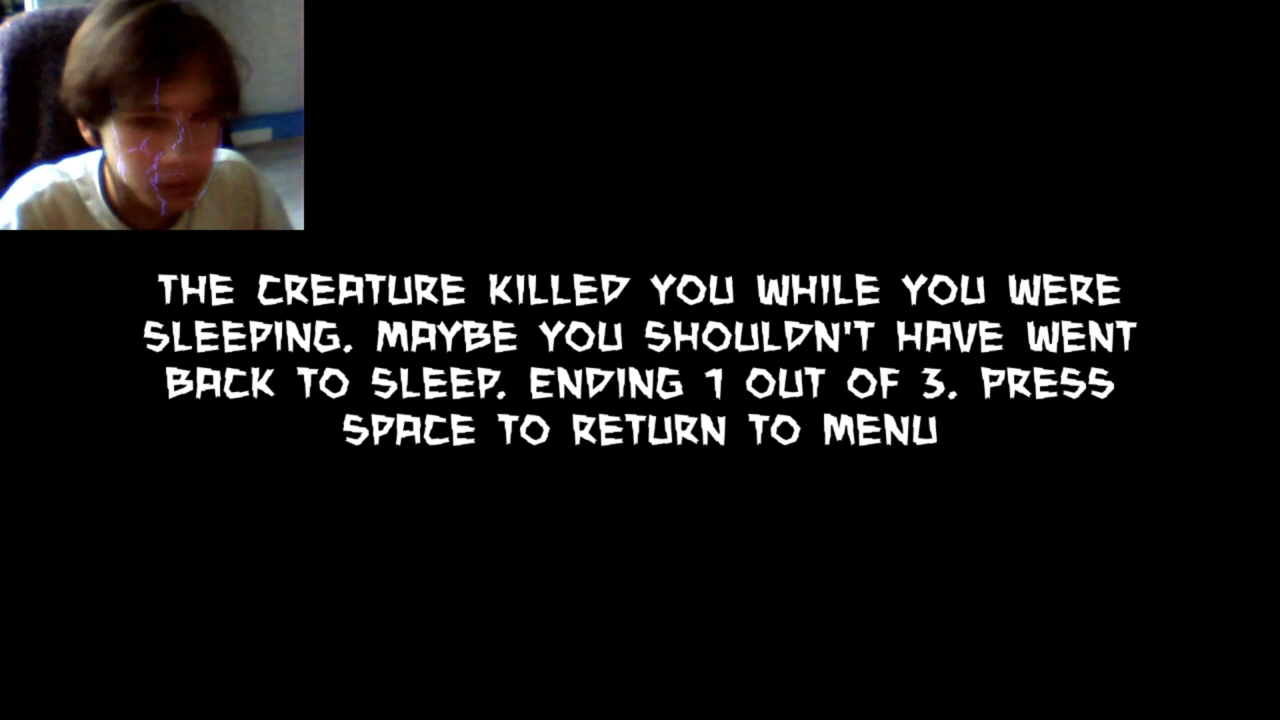 THE CREATURE KILLED YOU WHILE YOU WERE
SLEEPING. MAYBE YOU SHOULDN'T HAVE WENT
BACK TO SLEEP. ENDING 1 OUT OF 3. PRESS
SPACE TO RETURN TO MENU